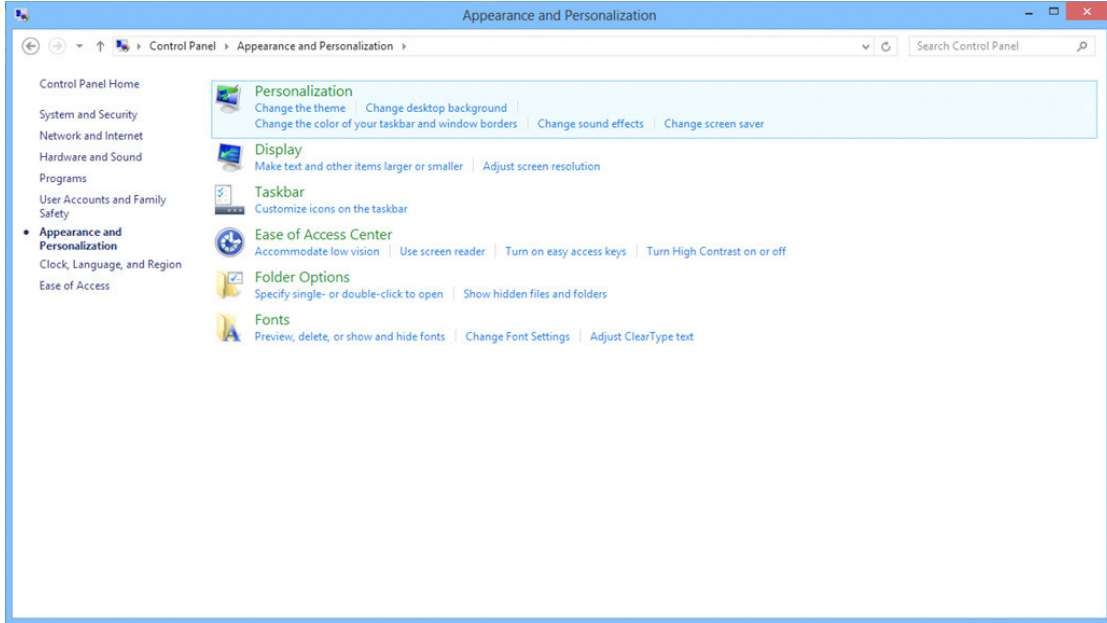 Appearance and Personalization
Control Panel Appearance and Personalization
Search Control Panel
Control Panel Home
System and Security
Network and Internet
Hardware and Sound
Programs
User Accounts and Family
Safety
Appearance and
Personalization
Clock, Language, and Region
Ease of Access
Personalization
Change the theme Change desktop background
Change the color of your taskbar and window borders Change sound effects Change screen saver
Display
Make text and other items larger or smaller Adjust screen resolution
Taskbar
Customize icons on the taskbar
Ease of Access Center
Accommodate low vision Use screen reader Turn on easy access keys Turn High Contrast on or off
Folder Options
Specify single- or double-click to open Show hidden files and folders
Fonts
Preview, delete, or show and hide fonts Change Font Settings Adjust ClearType text